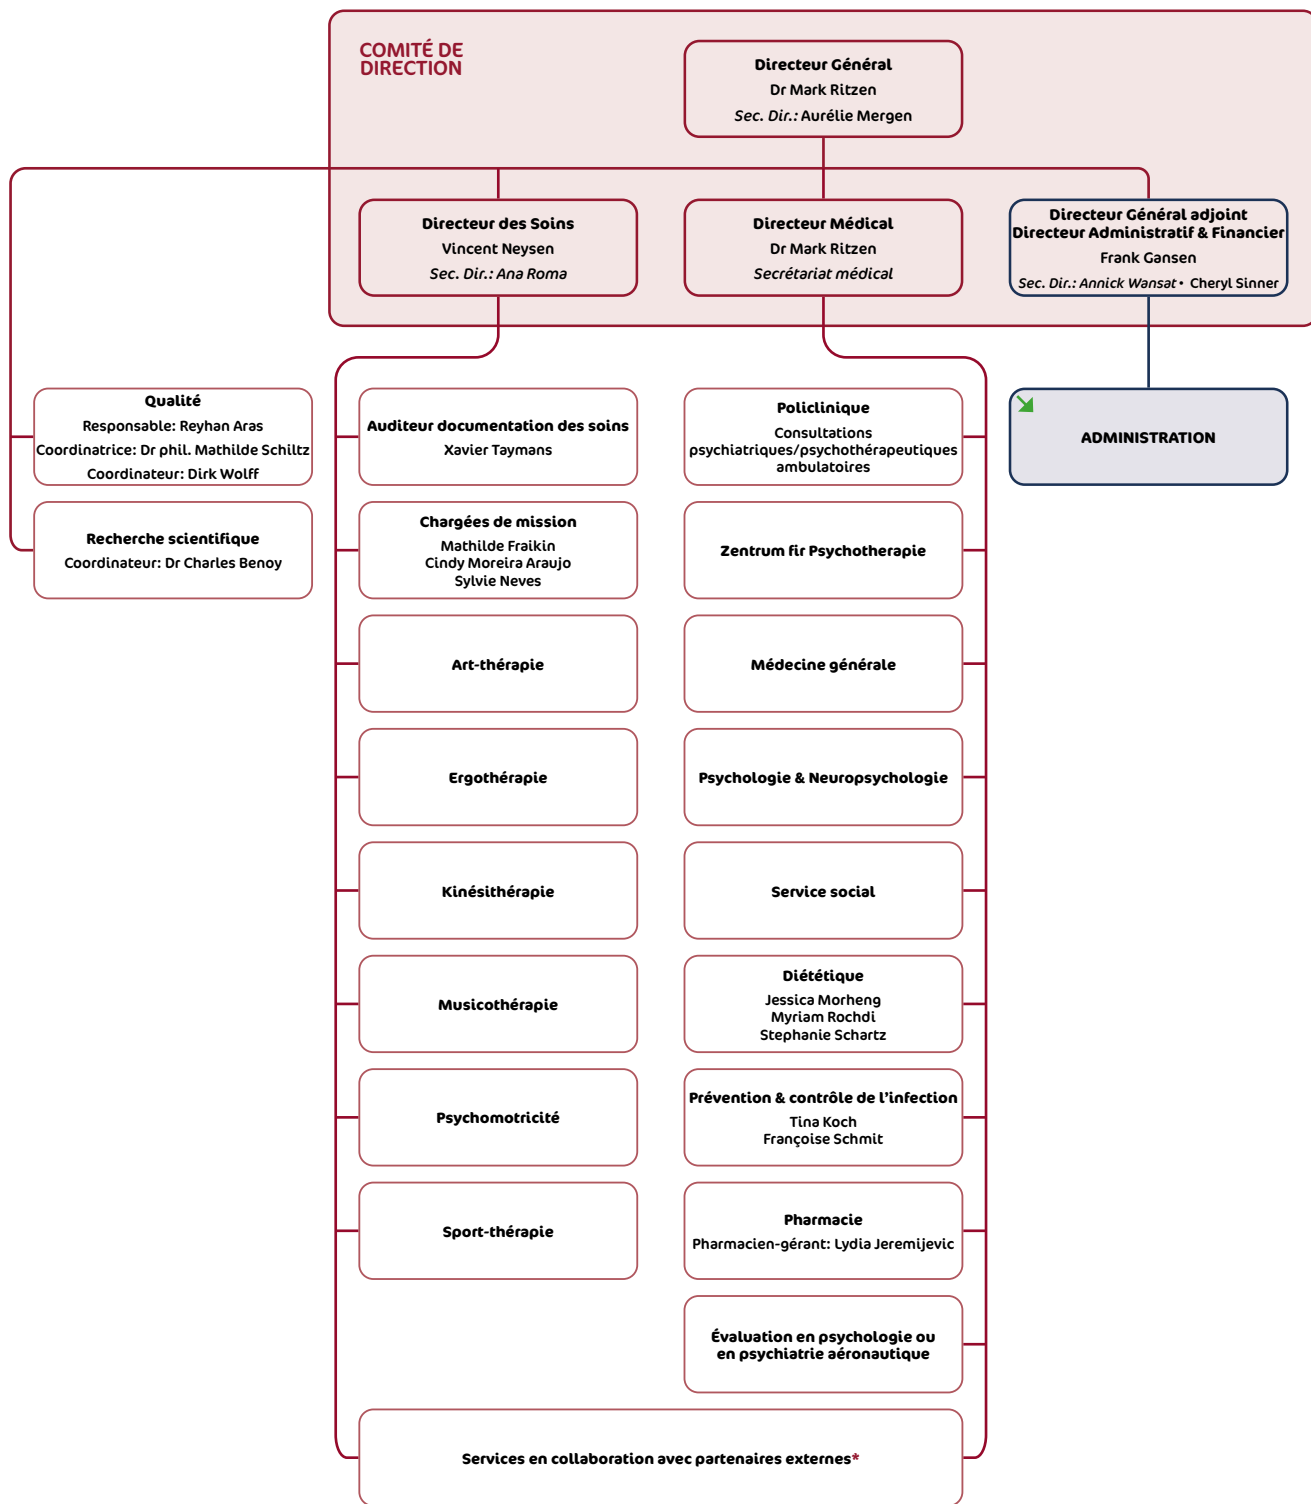 COMITÉ DE
DIRECTION
Directeur Général
Dr Mark Ritzen
Sec. Dir.: Aurélie Mergen
Directeur des Soins
Vincent Neysen
Sec. Dir.: Ana Roma
Directeur Médical
Dr Mark Ritzen
Secrétariat médical
Directeur Général adjoint
Directeur Administratif & Financier
Frank Gansen
Sec. Dir.: Annick Wansat • Cheryl Sinner
Qualité
Responsable: Reyhan Aras
Coordinatrice: Dr phil. Mathilde Schiltz
Coordinateur: Dirk Wolff
Recherche scientifique
Coordinateur: Dr Charles Benoy
Auditeur documentation des soins
Xavier Taymans
Chargées de mission
Mathilde Fraikin
Cindy Moreira Araujo
Sylvie Neves
Art-thérapie
Ergothérapie
Kinésithérapie
Musicothérapie
Psychomotricité
Sport-thérapie
Policlinique
Consultations
psychiatriques/psychothérapeutiques
ambulatoires
Zentrum fir Psychotherapie
Médecine générale
Psychologie & Neuropsychologie
Service social
Diététique
Jessica Morheng
Myriam Rochdi
Stephanie Schartz
Prévention & contrôle de l'infection
Tina Koch
Françoise Schmit
Pharmacie
Pharmacien-gérant: Lydia Jeremijevic
Évaluation en psychologie ou
en psychiatrie aéronautique
ADMINISTRATION
Services en collaboration avec partenaires externes*